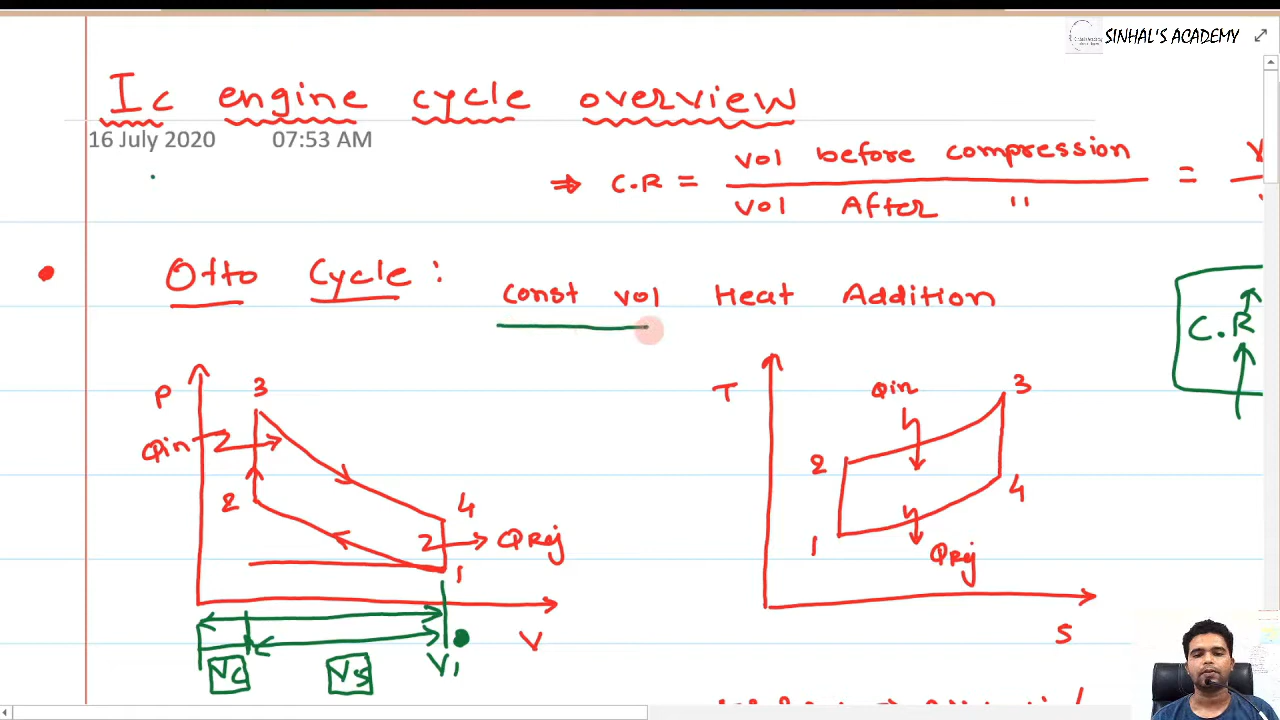 SINHAL'S ACADEMY
Ic engine cycle overview
16 July 2020 07:53 AM
⇒ C.R = vol before compression / vol After " =
Otto Cycle: Const vol Heat Addition
C.R
P 3 Qin 2 4 QRej 1 V
Vc Vs V1
T Qin 3 2 4 1 QRej S